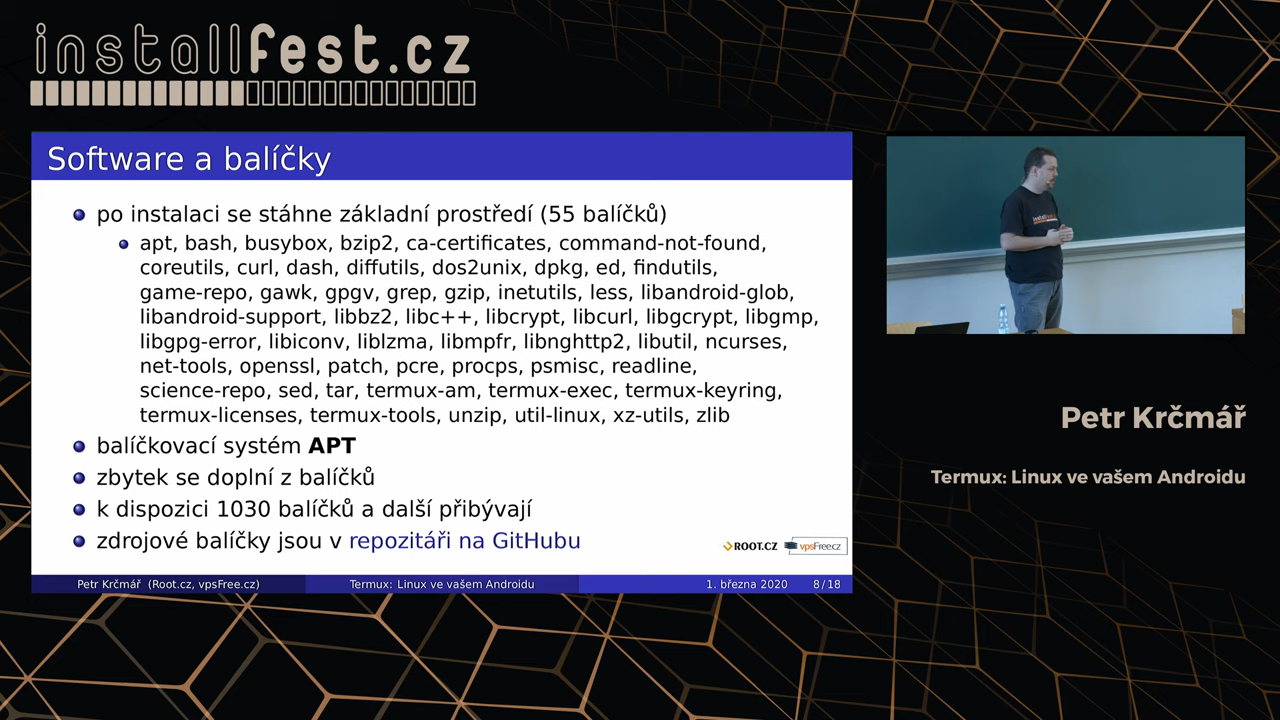 installfest.cz
Software a balíčky
po instalaci se stáhne základní prostředí (55 balíčků)
apt, bash, busybox, bzip2, ca-certificates, command-not-found,
coreutils, curl, dash, diffutils, dos2unix, dpkg, ed, findutils,
game-repo, gawk, gpgv, grep, gzip, inetutils, less, libandroid-glob,
libandroid-support, libbz2, libc++, libcrypt, libcurl, libgcrypt, libgmp,
libgpg-error, libiconv, liblzma, libmpfr, libnghttp2, libutil, ncurses,
net-tools, openssl, patch, pcre, procps, psmisc, readline,
science-repo, sed, tar, termux-am, termux-exec, termux-keyring,
termux-licenses, termux-tools, unzip, util-linux, xz-utils, zlib
balíčkovací systém APT
zbytek se doplní z balíčků
k dispozici 1030 balíčků a další přibývají
zdrojové balíčky jsou v repozitáři na GitHubu
ROOT.CZ vpsFree.cz
Petr Krčmář (Root.cz, vpsFree.cz) Termux: Linux ve vašem Androidu 1. března 2020 8/18
Petr Krčmář
Termux: Linux ve vašem Androidu